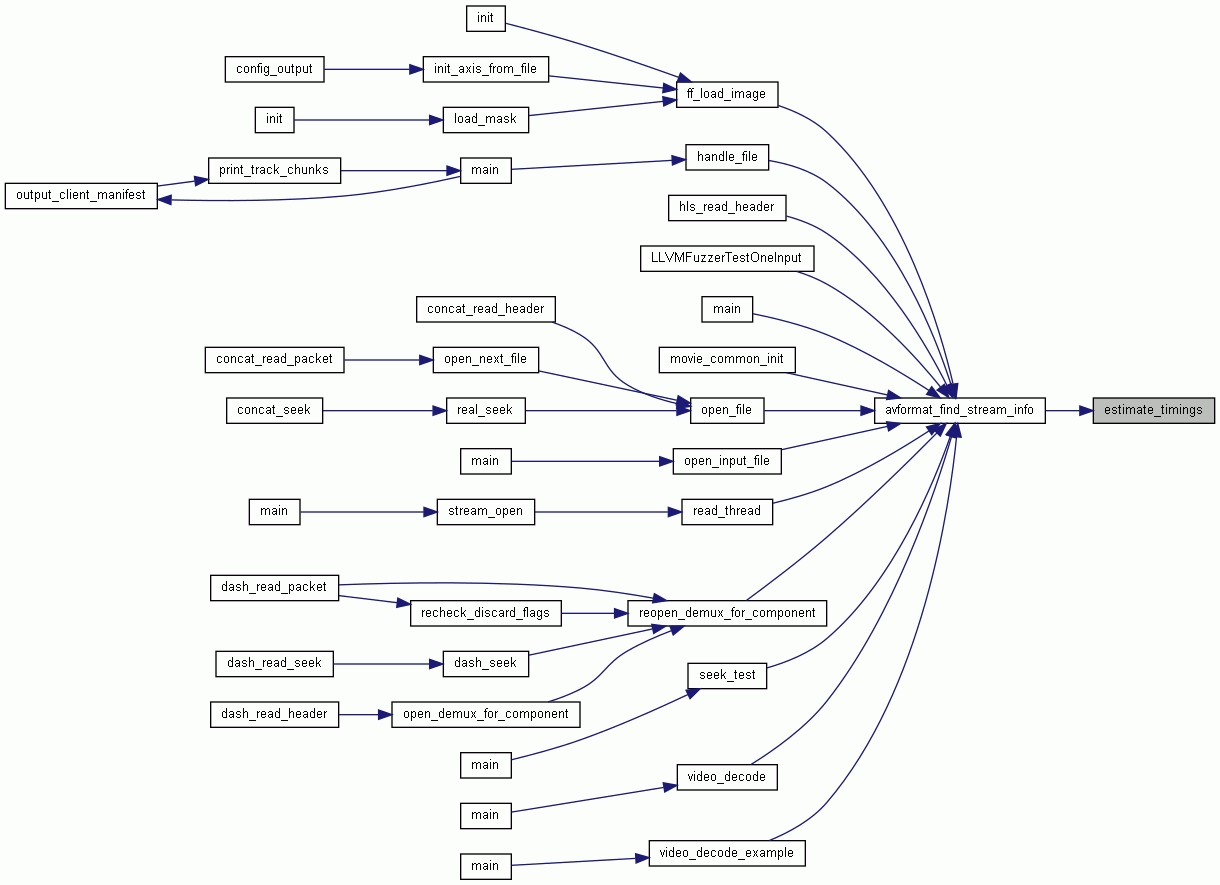 init
config_output
init_axis_from_file
ff_load_image
init
load_mask
handle_file
print_track_chunks
main
output_client_manifest
hls_read_header
LLVMFuzzerTestOneInput
concat_read_header
main
concat_read_packet
open_next_file
movie_common_init
concat_seek
real_seek
open_file
avformat_find_stream_info
estimate_timings
main
open_input_file
main
stream_open
read_thread
dash_read_packet
recheck_discard_flags
reopen_demux_for_component
dash_read_seek
dash_seek
seek_test
dash_read_header
open_demux_for_component
main
video_decode
main
video_decode_example
main